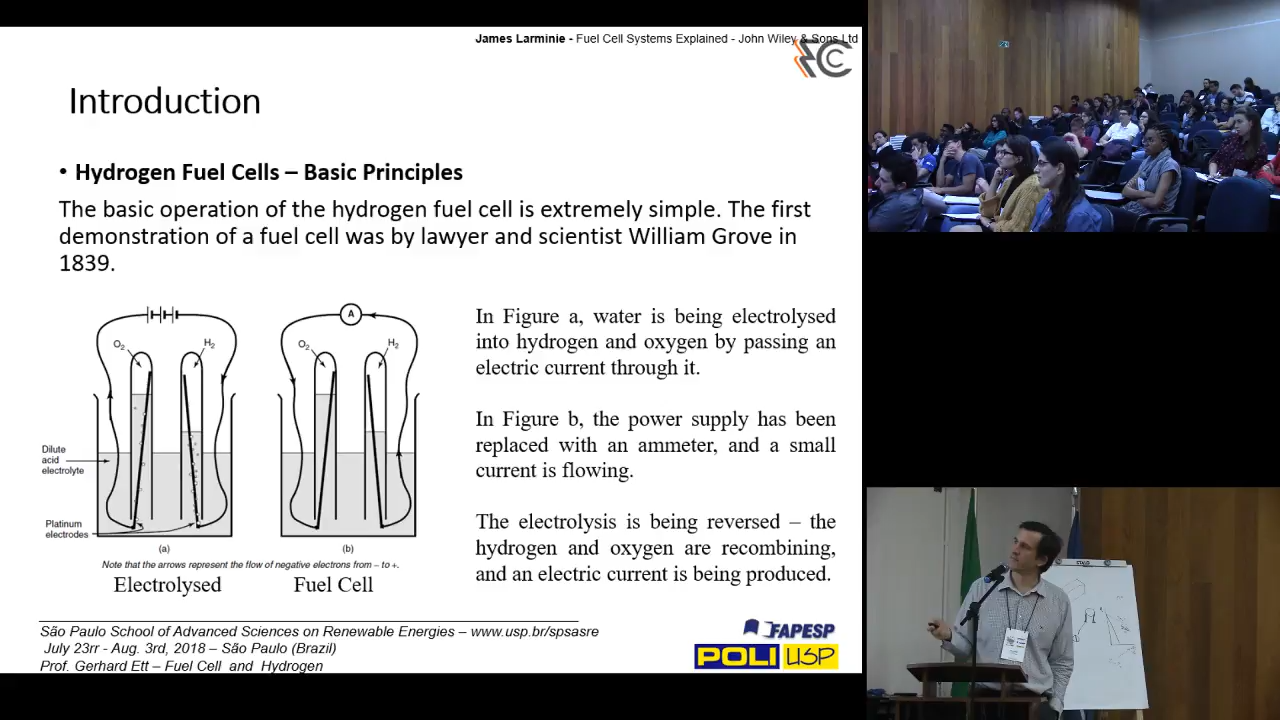 James Larminie - Fuel Cell Systems Explained - John Wiley & Sons Ltd
Introduction
• Hydrogen Fuel Cells – Basic Principles
The basic operation of the hydrogen fuel cell is extremely simple. The first
demonstration of a fuel cell was by lawyer and scientist William Grove in
1839.
A
O2
H2
O2
H2
Dilute
acid
electrolyte
Platinum
electrodes
(a)
(b)
Note that the arrows represent the flow of negative electrons from – to +.
Electrolysed
Fuel Cell
In Figure a, water is being electrolysed
into hydrogen and oxygen by passing an
electric current through it.
In Figure b, the power supply has been
replaced with an ammeter, and a small
current is flowing.
The electrolysis is being reversed – the
hydrogen and oxygen are recombining,
and an electric current is being produced.
São Paulo School of Advanced Sciences on Renewable Energies – www.usp.br/spsasre
July 23rr - Aug. 3rd, 2018 – São Paulo (Brazil)
Prof. Gerhard Ett – Fuel Cell and Hydrogen
FAPESP
POLI USP